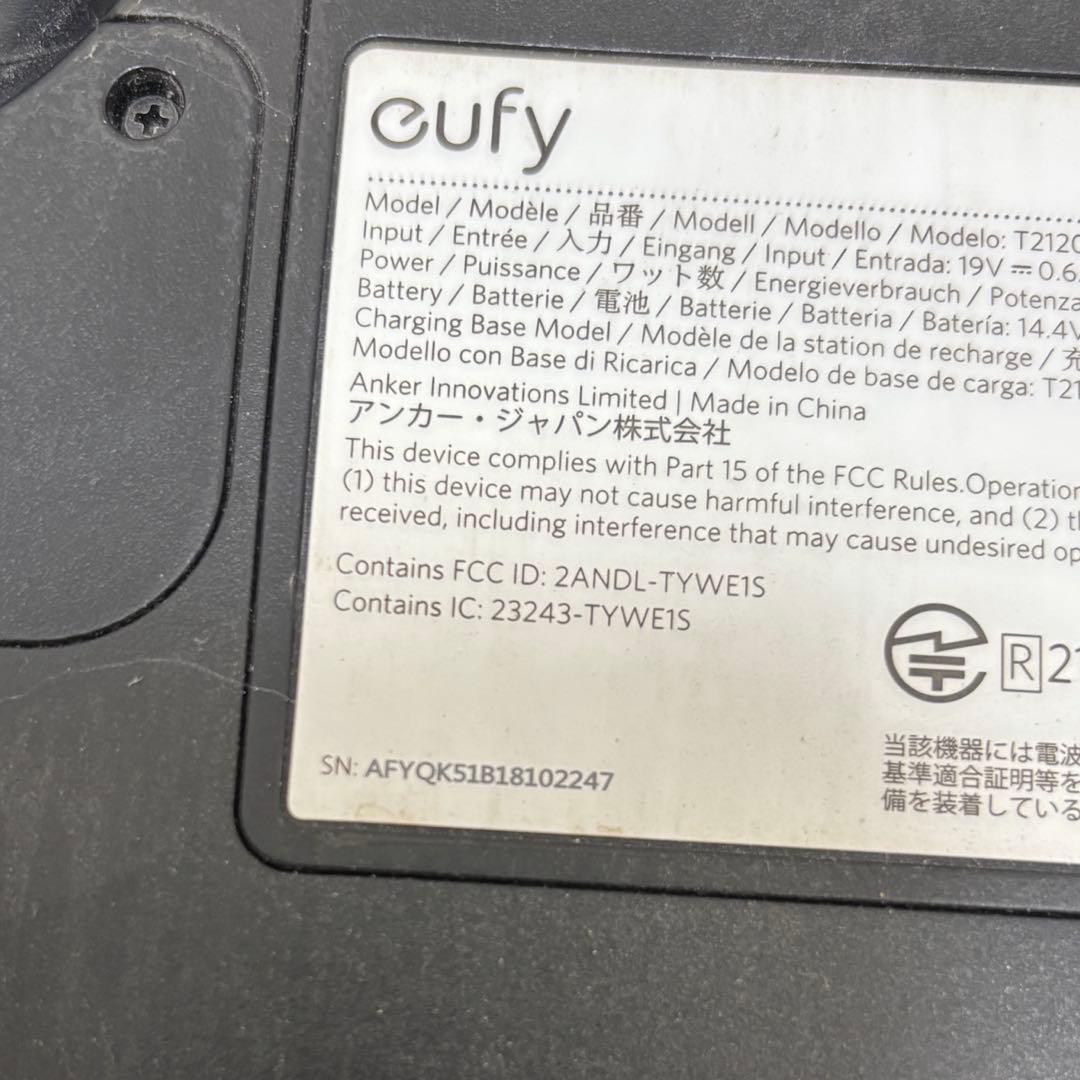 eufy
Model / Modèle / 品番 / Modell / Modello / Modelo: T2120
Input / Entrée / 入力 / Eingang / Input / Entrada: 19V ⎓ 0.6
Power / Puissance / ワット数 / Energieverbrauch / Potenza
Battery / Batterie / 電池 / Batterie / Batteria / Batería: 14.4V
Charging Base Model / Modèle de la station de recharge / 充
Modello con Base di Ricarica / Modelo de base de carga: T21
Anker Innovations Limited | Made in China
アンカー・ジャパン株式会社
This device complies with Part 15 of the FCC Rules.Operation
(1) this device may not cause harmful interference, and (2) th
received, including interference that may cause undesired op
Contains FCC ID: 2ANDL-TYWE1S
Contains IC: 23243-TYWE1S
R 21
当該機器には電波
基準適合証明等を
備を装着している
SN: AFYQK51B18102247